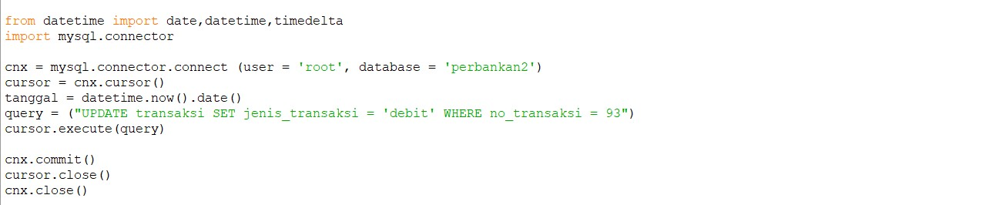 from datetime import date,datetime,timedelta
import mysql.connector
cnx = mysql.connector.connect (user = 'root', database = 'perbankan2')
cursor = cnx.cursor()
tanggal = datetime.now().date()
query = ("UPDATE transaksi SET jenis_transaksi = 'debit' WHERE no_transaksi = 93")
cursor.execute(query)
cnx.commit()
cursor.close()
cnx.close()